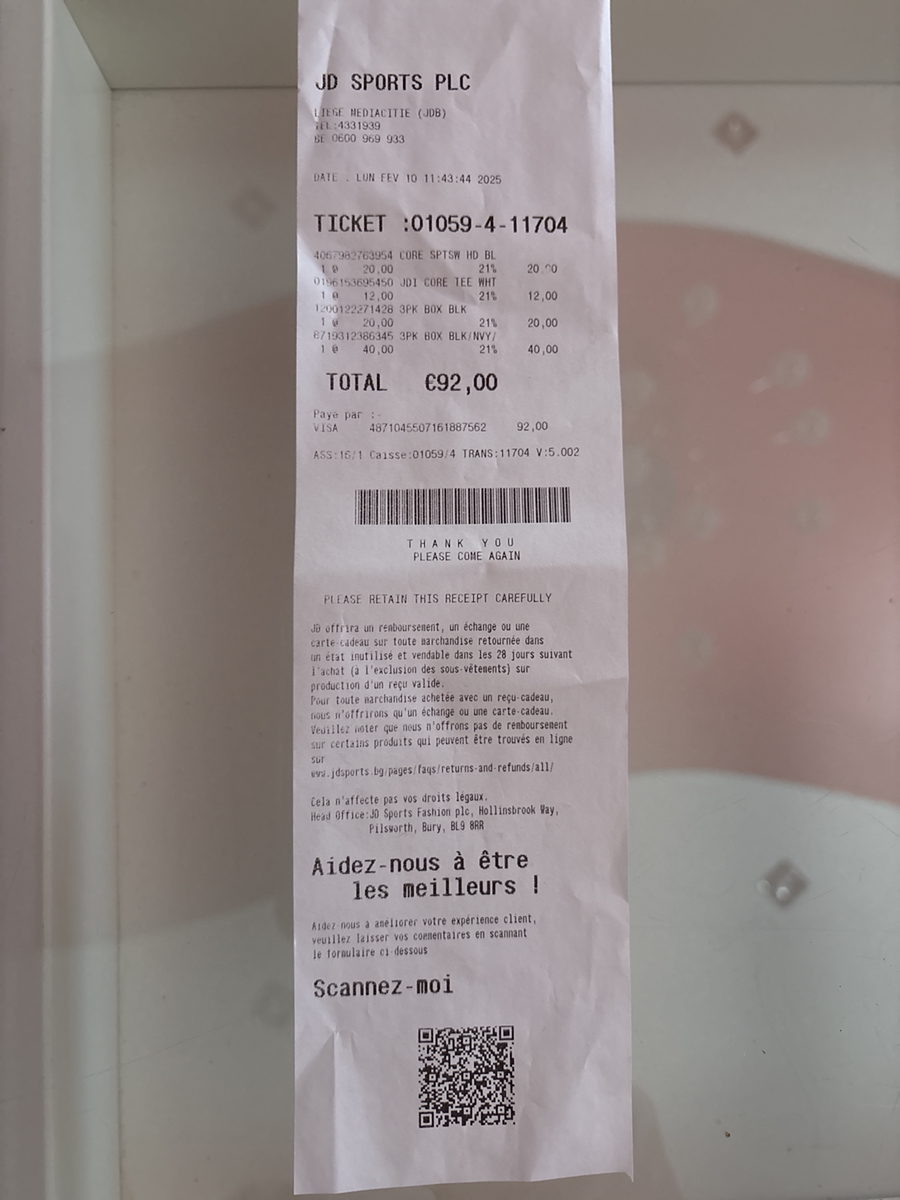 JD SPORTS PLC
LIEGE MEDIACITIE (JDB)
TEL:4331939
BE 0600 969 933
DATE . LUN FEV 10 11:43:44 2025
TICKET :01059-4-11704
4067982763954 CORE SPTSW HD BL
1 @ 20,00 21% 20,00
0196153695450 JDI CORE TEE WHT
1 @ 12,00 21% 12,00
1200122271428 3PK BOX BLK
1 @ 20,00 21% 20,00
8719312386345 3PK BOX BLK/NVY/
1 @ 40,00 21% 40,00
TOTAL €92,00
Payé par :-
VISA 4871045507161887562 92,00
ASS:16/1 Caisse:01059/4 TRANS:11704 V:5.002
THANK YOU
PLEASE COME AGAIN
PLEASE RETAIN THIS RECEIPT CAREFULLY
JD offrira un remboursement, un échange ou une
carte-cadeau sur toute marchandise retournée dans
un état inutilisé et vendable dans les 28 jours suivant
l'achat (à l'exclusion des sous-vêtements) sur
production d'un reçu valide.
Pour toute marchandise achetée avec un reçu-cadeau,
nous n'offrirons qu'un échange ou une carte-cadeau.
Veuillez noter que nous n'offrons pas de remboursement
sur certains produits qui peuvent être trouvés en ligne
sur
www.jdsports.bg/pages/faqs/returns-and-refunds/all/
Cela n'affecte pas vos droits légaux.
Head Office:JD Sports Fashion plc, Hollinsbrook Way,
Pilsworth, Bury, BL9 8RR
Aidez-nous à être
les meilleurs !
Aidez-nous à améliorer votre expérience client,
veuillez laisser vos commentaires en scannant
le formulaire ci-dessous
Scannez-moi